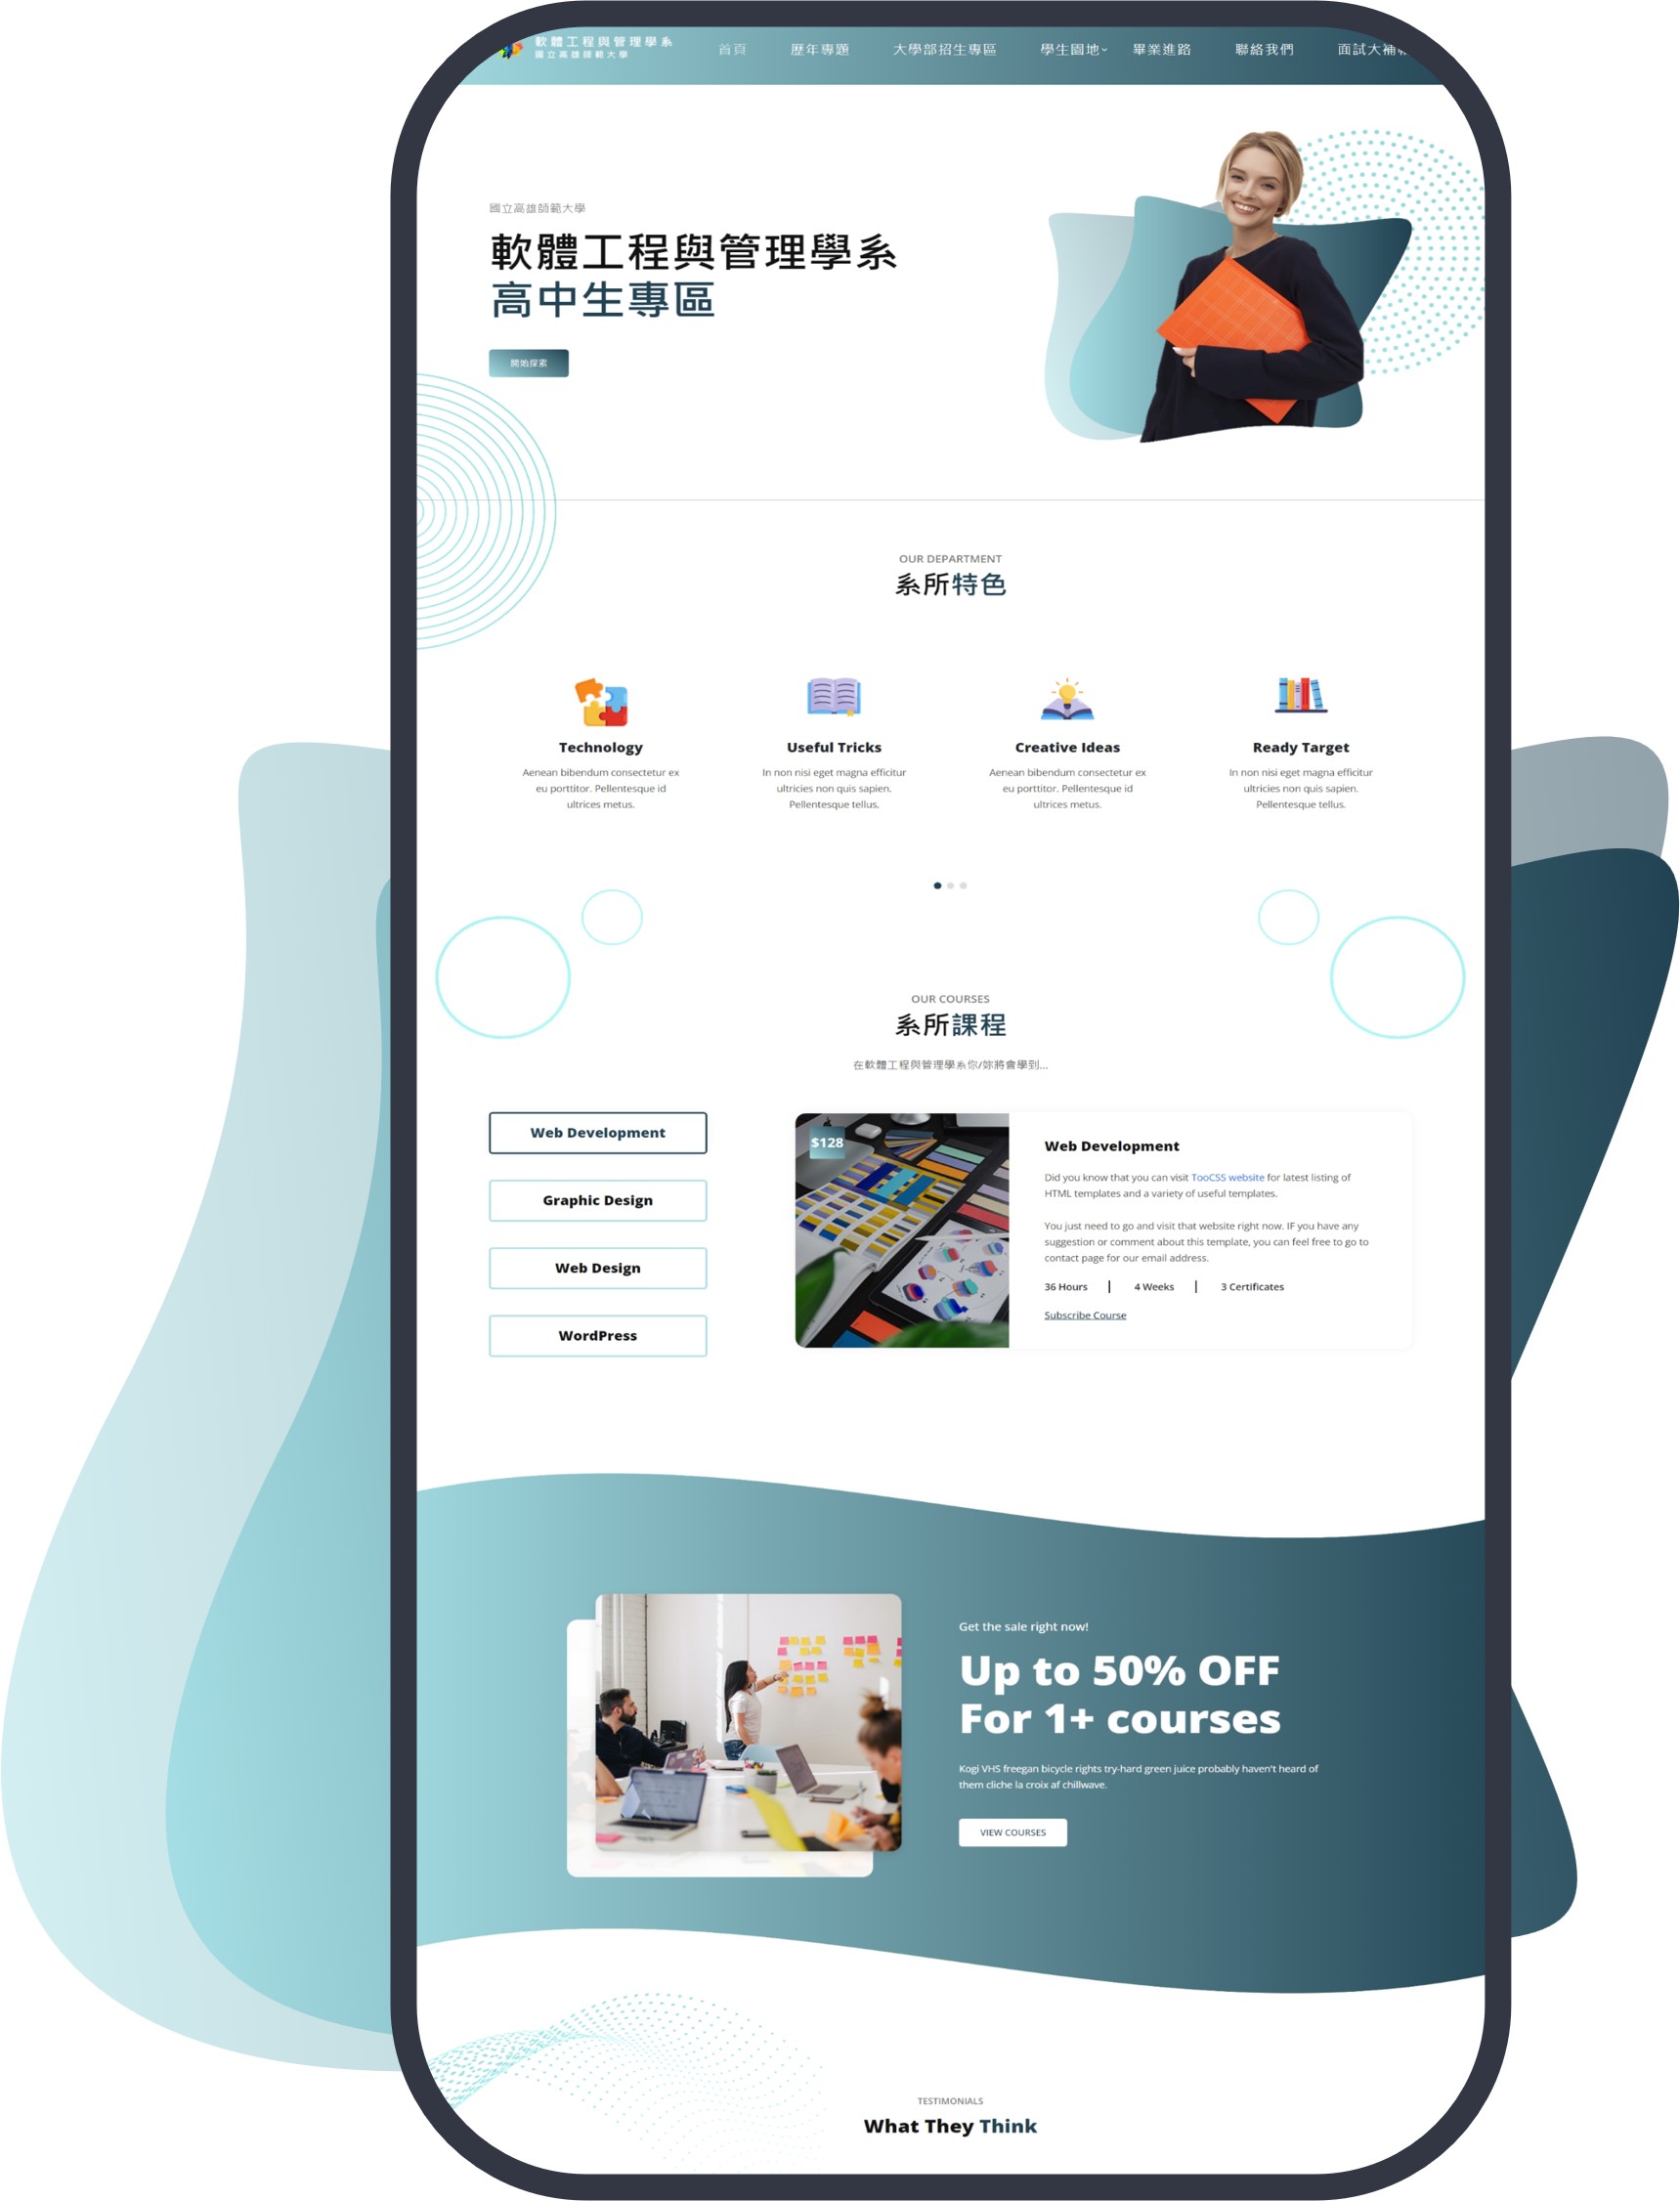 軟體工程與管理學系
國立高雄師範大學
首頁 歷年專題 大學部招生專區 學生園地 畢業進路 聯絡我們 面試大補
國立高雄師範大學
軟體工程與管理學系
高中生專區
開始探索
OUR DEPARTMENT
系所特色
Technology
Aenean bibendum consectetur ex
eu porttitor. Pellentesque id
ultrices metus.
Useful Tricks
In non nisi eget magna efficitur
ultricies non quis sapien.
Pellentesque tellus.
Creative Ideas
Aenean bibendum consectetur ex
eu porttitor. Pellentesque id
ultrices metus.
Ready Target
In non nisi eget magna efficitur
ultricies non quis sapien.
Pellentesque tellus.
OUR COURSES
系所課程
在軟體工程與管理學系你/妳將會學到...
Web Development
Graphic Design
Web Design
WordPress
$128
Web Development
Did you know that you can visit TooCSS website for latest listing of
HTML templates and a variety of useful templates.
You just need to go and visit that website right now. IF you have any
suggestion or comment about this template, you can feel free to go to
contact page for our email address.
36 Hours | 4 Weeks | 3 Certificates
Subscribe Course
Get the sale right now!
Up to 50% OFF
For 1+ courses
Kogi VHS freegan bicycle rights try-hard green juice probably haven't heard of
them cliche la croix af chillwave.
VIEW COURSES
TESTIMONIALS
What They Think